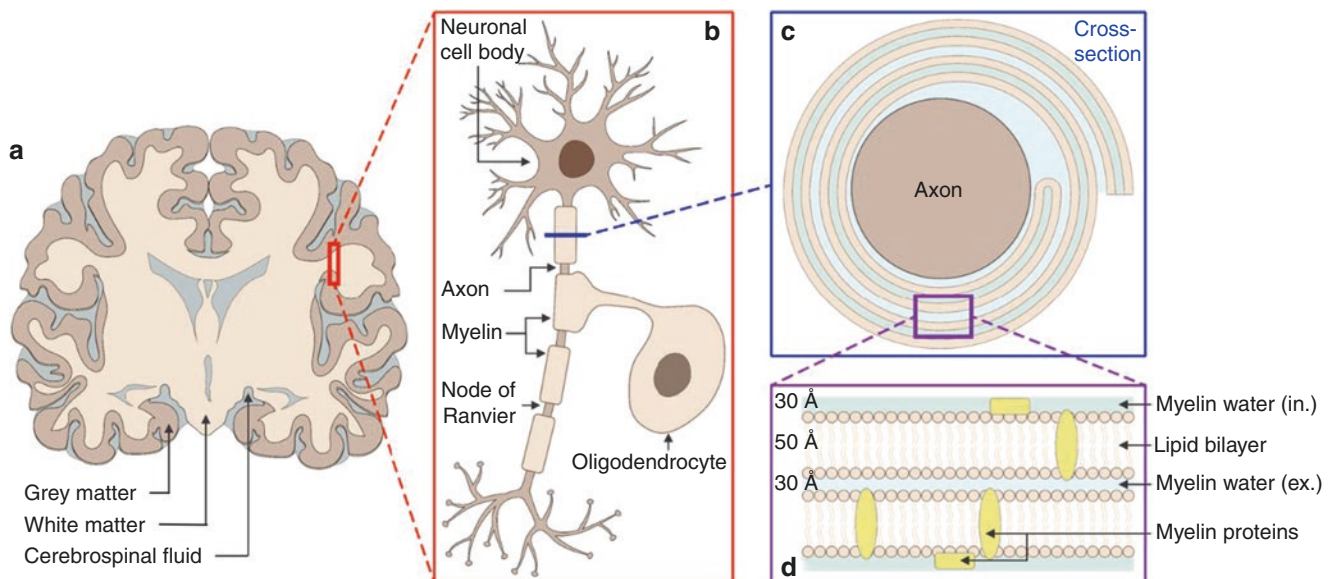 a
Grey matter
White matter
Cerebrospinal fluid
b
Neuronal
cell body
Axon
Myelin
Node of
Ranvier
Oligodendrocyte
c
Cross-
section
Axon
30 Å
Myelin water (in.)
50 Å
Lipid bilayer
30 Å
Myelin water (ex.)
Myelin proteins
d